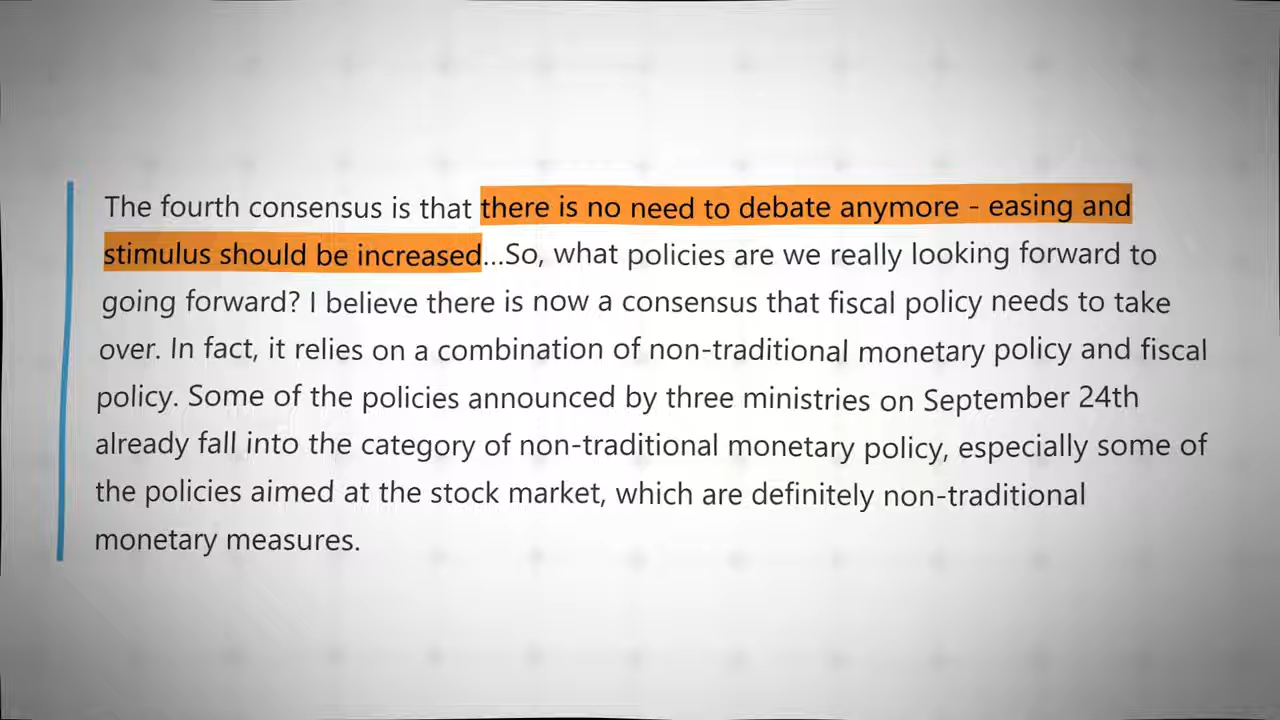 The fourth consensus is that there is no need to debate anymore - easing and
stimulus should be increased...So, what policies are we really looking forward to
going forward? I believe there is now a consensus that fiscal policy needs to take
over. In fact, it relies on a combination of non-traditional monetary policy and fiscal
policy. Some of the policies announced by three ministries on September 24th
already fall into the category of non-traditional monetary policy, especially some of
the policies aimed at the stock market, which are definitely non-traditional
monetary measures.